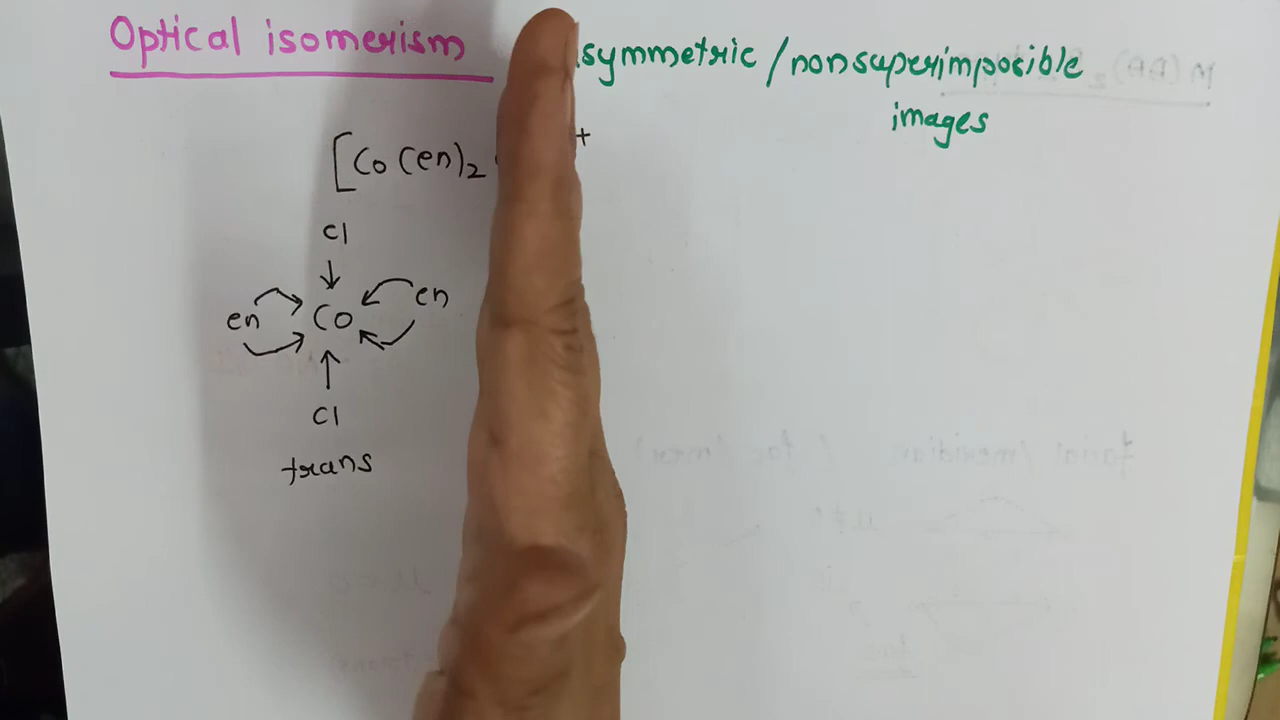 Optical isomerism symmetric / nonsuperimposible
images
[Co(en)2 +
Cl
en Co en
Cl
trans